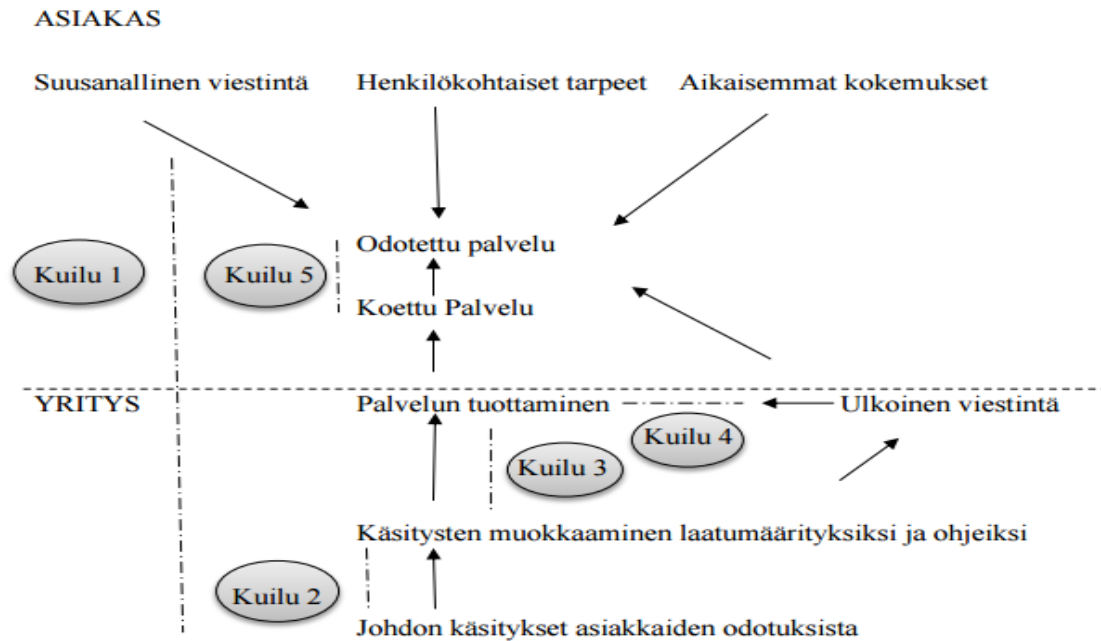 ASIAKAS
Suusanallinen viestintä
Henkilökohtaiset tarpeet
Aikaisemmat kokemukset
Odotettu palvelu
Kuilu 1
Kuilu 5
Koettu Palvelu
YRITYS
Palvelun tuottaminen
Ulkoinen viestintä
Kuilu 4
Kuilu 3
Käsitysten muokkaaminen laatumäärityksiksi ja ohjeiksi
Kuilu 2
Johdon käsitykset asiakkaiden odotuksista